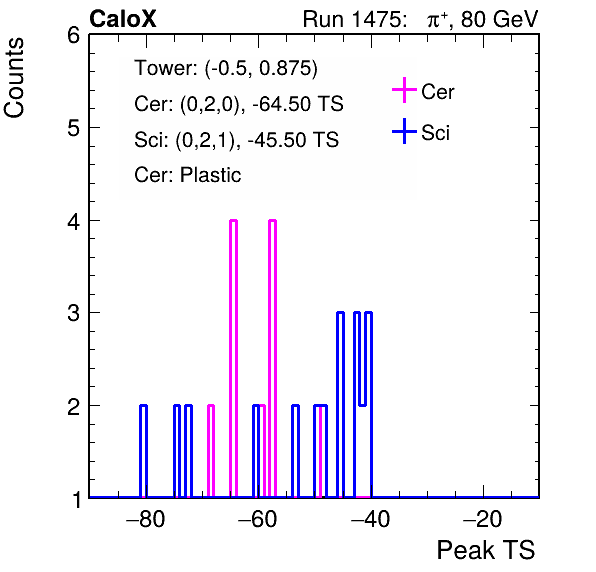 CaloX Run 1475: π⁺, 80 GeV
Counts
6
5
4
3
2
1
Tower: (-0.5, 0.875)
Cer: (0,2,0), -64.50 TS
Sci: (0,2,1), -45.50 TS
Cer: Plastic
Cer
Sci
−80 −60 −40 −20
Peak TS